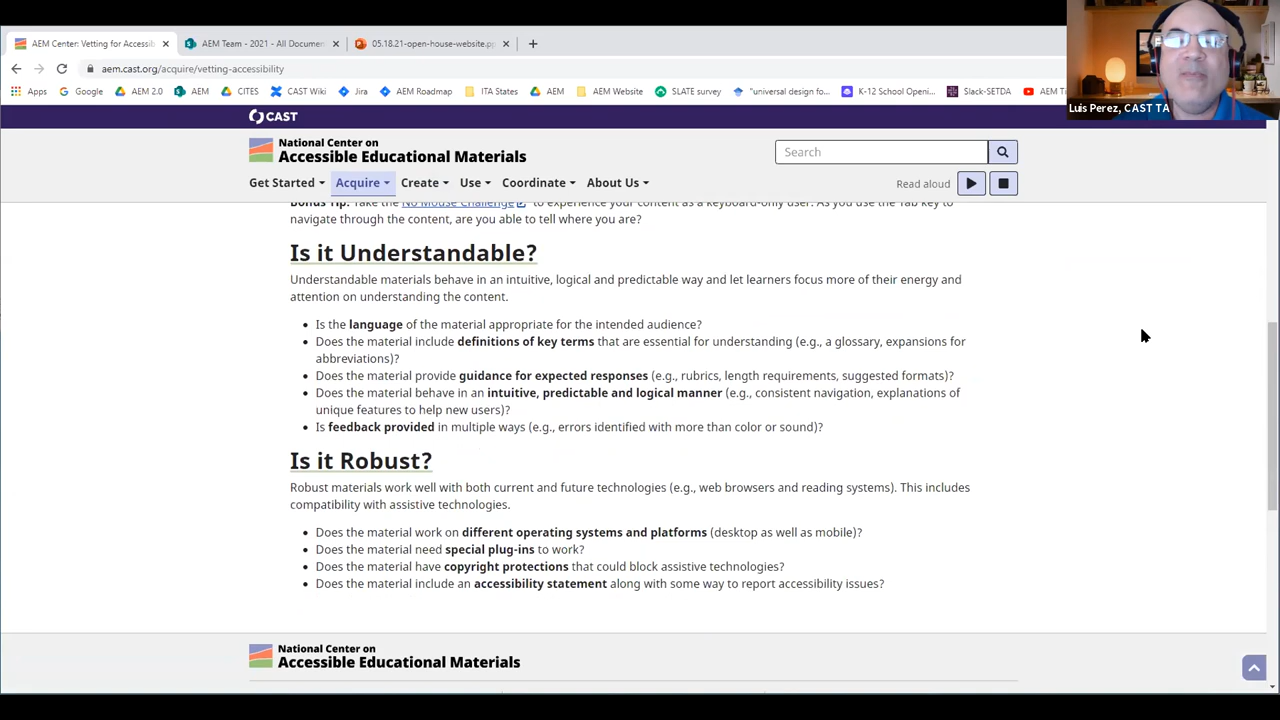 AEM Center: Vetting for Accessib
AEM Team - 2021 - All Documen
05.18.21-open-house-website.pp
aem.cast.org/acquire/vetting-accessibility
Apps
Google
AEM 2.0
AEM
CITES
CAST Wiki
Jira
AEM Roadmap
ITA States
AEM
AEM Website
SLATE survey
"universal design fo...
K-12 School Openi...
Slack-SETDA
AEM Ti
Luis Perez, CAST TA
CAST
National Center on
Accessible Educational Materials
Search
Get Started
Acquire
Create
Use
Coordinate
About Us
Read aloud
Bonus Tip: Take the No Mouse Challenge to experience your content as a keyboard-only user. As you use the Tab key to
navigate through the content, are you able to tell where you are?
Is it Understandable?
Understandable materials behave in an intuitive, logical and predictable way and let learners focus more of their energy and
attention on understanding the content.
Is the language of the material appropriate for the intended audience?
Does the material include definitions of key terms that are essential for understanding (e.g., a glossary, expansions for
abbreviations)?
Does the material provide guidance for expected responses (e.g., rubrics, length requirements, suggested formats)?
Does the material behave in an intuitive, predictable and logical manner (e.g., consistent navigation, explanations of
unique features to help new users)?
Is feedback provided in multiple ways (e.g., errors identified with more than color or sound)?
Is it Robust?
Robust materials work well with both current and future technologies (e.g., web browsers and reading systems). This includes
compatibility with assistive technologies.
Does the material work on different operating systems and platforms (desktop as well as mobile)?
Does the material need special plug-ins to work?
Does the material have copyright protections that could block assistive technologies?
Does the material include an accessibility statement along with some way to report accessibility issues?
National Center on
Accessible Educational Materials